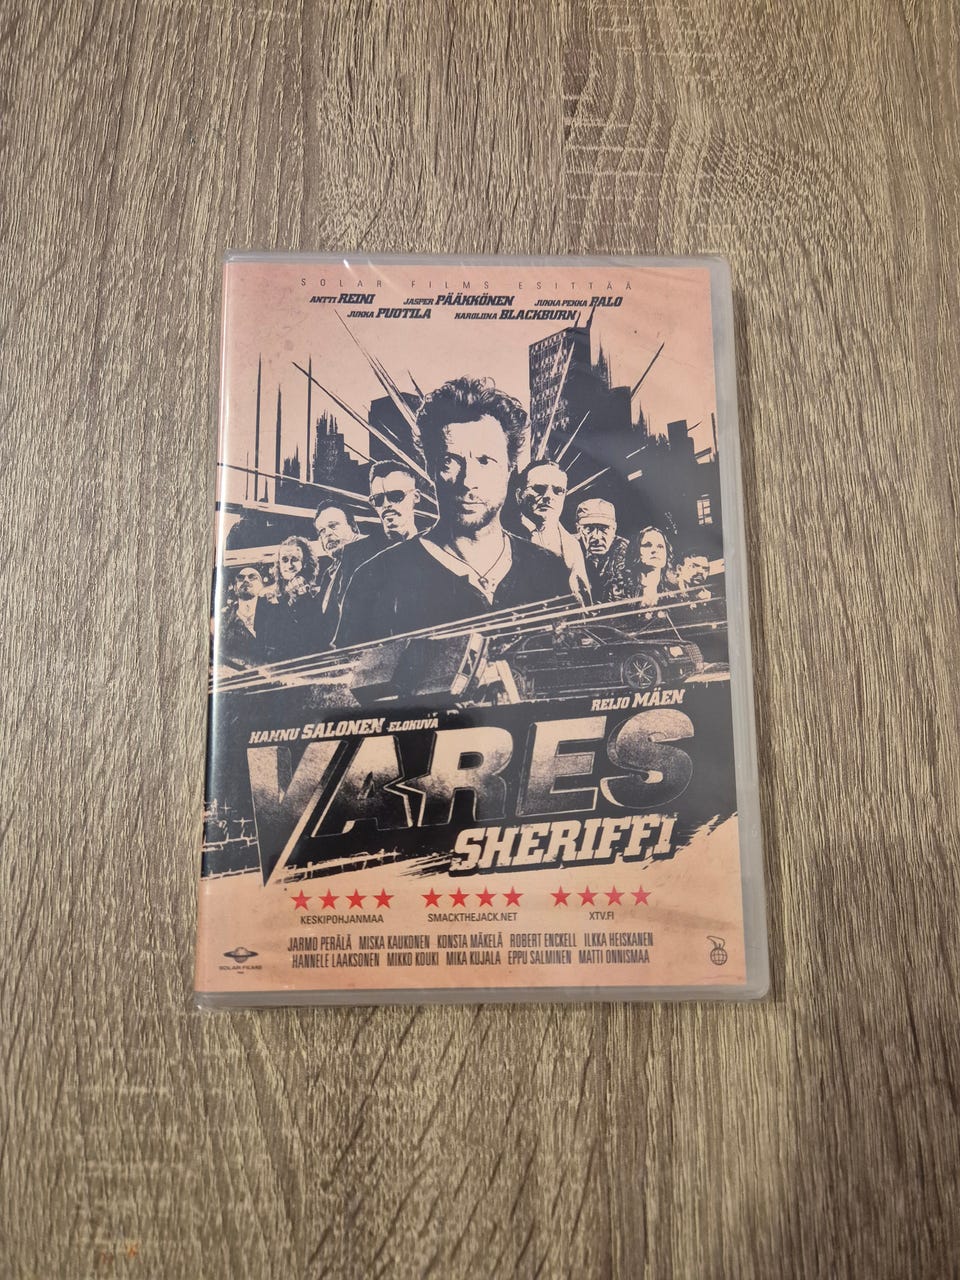 SOLAR FILMS ESITTÄÄ
ANTTI REINI JASPER PÄÄKKÖNEN JUKKA-PEKKA PALO
JUKKA PUOTILA KAROLIINA BLACKBURN
REIJO MÄEN
HANNU SALONEN -ELOKUVA
VARES
SHERIFFI
★★★★ ★★★★ ★★★★
KESKIPOHJANMAA SMACKTHEJACK.NET XTV.FI
JARMO PERÄLÄ MISKA KAUKONEN KONSTA MÄKELÄ ROBERT ENCKELL ILKKA HEISKANEN
HANNELE LAAKSONEN MIKKO KOUKI MIKA KUJALA EPPU SALMINEN MATTI ONNISMAA
SOLAR FILMS